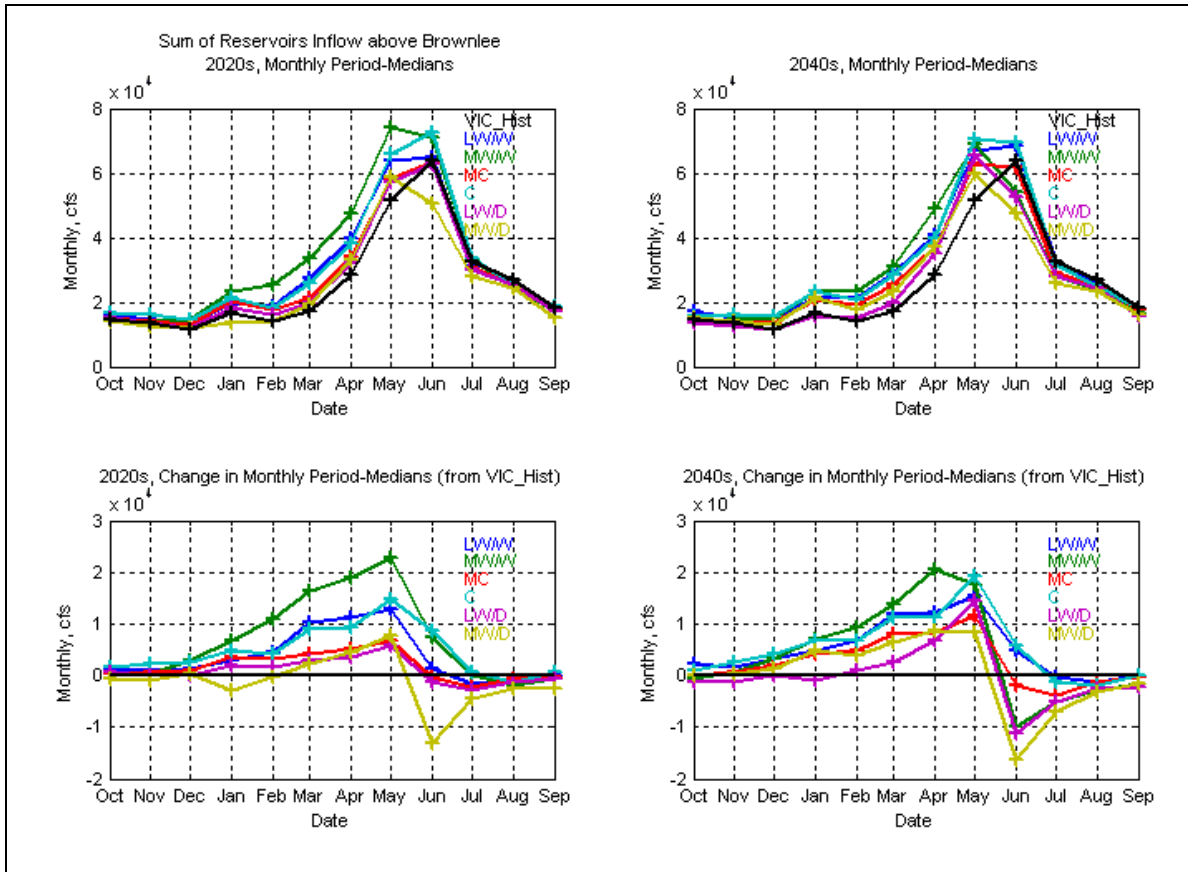 Sum of Reservoirs Inflow above Brownlee
2020s, Monthly Period-Medians
x 10^4
8
6
4
2
0
Monthly, cfs
Oct Nov Dec Jan Feb Mar Apr May Jun Jul Aug Sep
Date
VIC_Hist
LW/W
MW/W
MC
C
LW/D
MW/D
2040s, Monthly Period-Medians
x 10^4
8
6
4
2
0
Monthly, cfs
Oct Nov Dec Jan Feb Mar Apr May Jun Jul Aug Sep
Date
VIC_Hist
LW/W
MW/W
MC
C
LW/D
MW/D
2020s, Change in Monthly Period-Medians (from VIC_Hist)
x 10^4
3
2
1
0
-1
-2
Monthly, cfs
Oct Nov Dec Jan Feb Mar Apr May Jun Jul Aug Sep
Date
LW/W
MW/W
MC
C
LW/D
MW/D
2040s, Change in Monthly Period-Medians (from VIC_Hist)
x 10^4
3
2
1
0
-1
-2
Monthly, cfs
Oct Nov Dec Jan Feb Mar Apr May Jun Jul Aug Sep
Date
LW/W
MW/W
MC
C
LW/D
MW/D